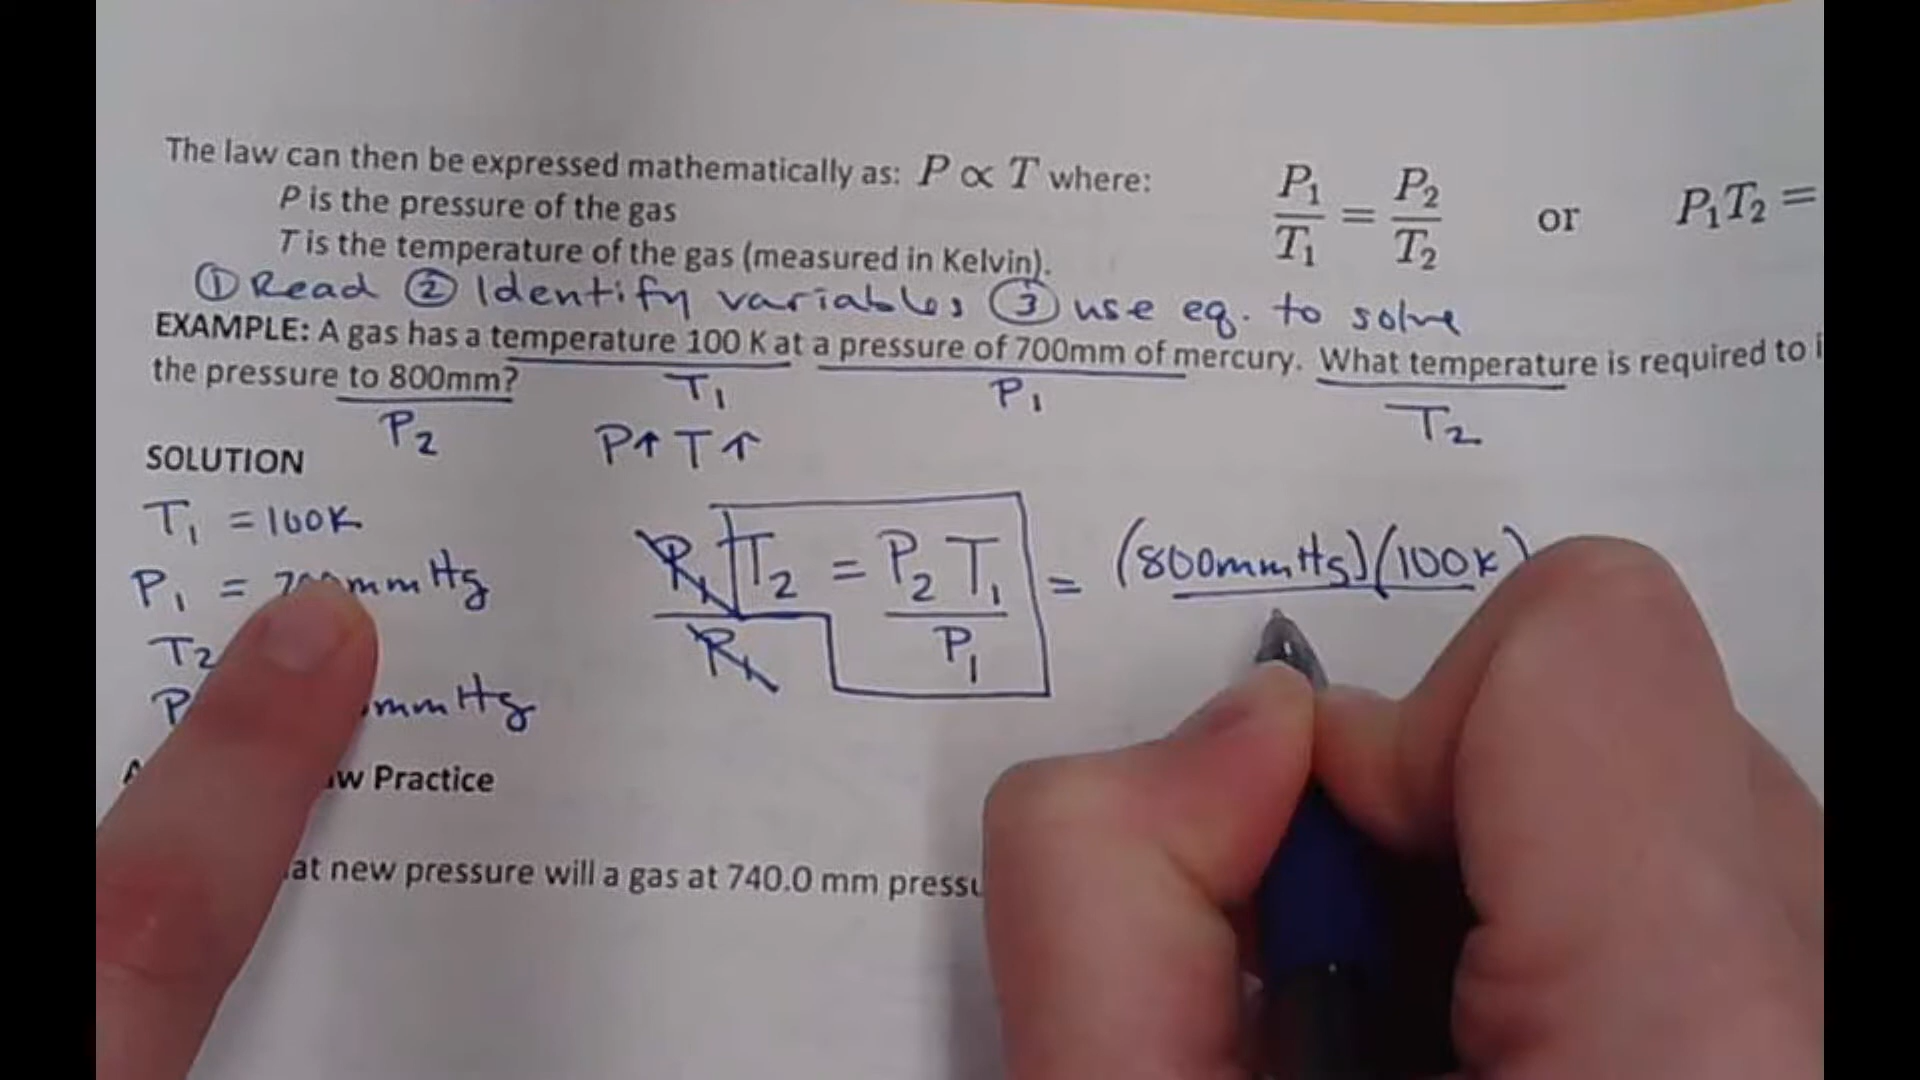 The law can then be expressed mathematically as: P ∝ T where:
P is the pressure of the gas
T is the temperature of the gas (measured in Kelvin).
P₁/T₁ = P₂/T₂ or P₁T₂ =
① Read ② Identify variables ③ use eq. to solve
EXAMPLE: A gas has a temperature 100 K at a pressure of 700mm of mercury. What temperature is required to
the pressure to 800mm?
T₁ P₁ T₂
P₂ P↑ T↑
SOLUTION
T₁ = 100K
P₁ = mmHg
T₂
P mmHg
P₁T₂/P₁ = P₂T₁/P₁ = (800mmHg)(100K)
Practice
new pressure will a gas at 740.0 mm